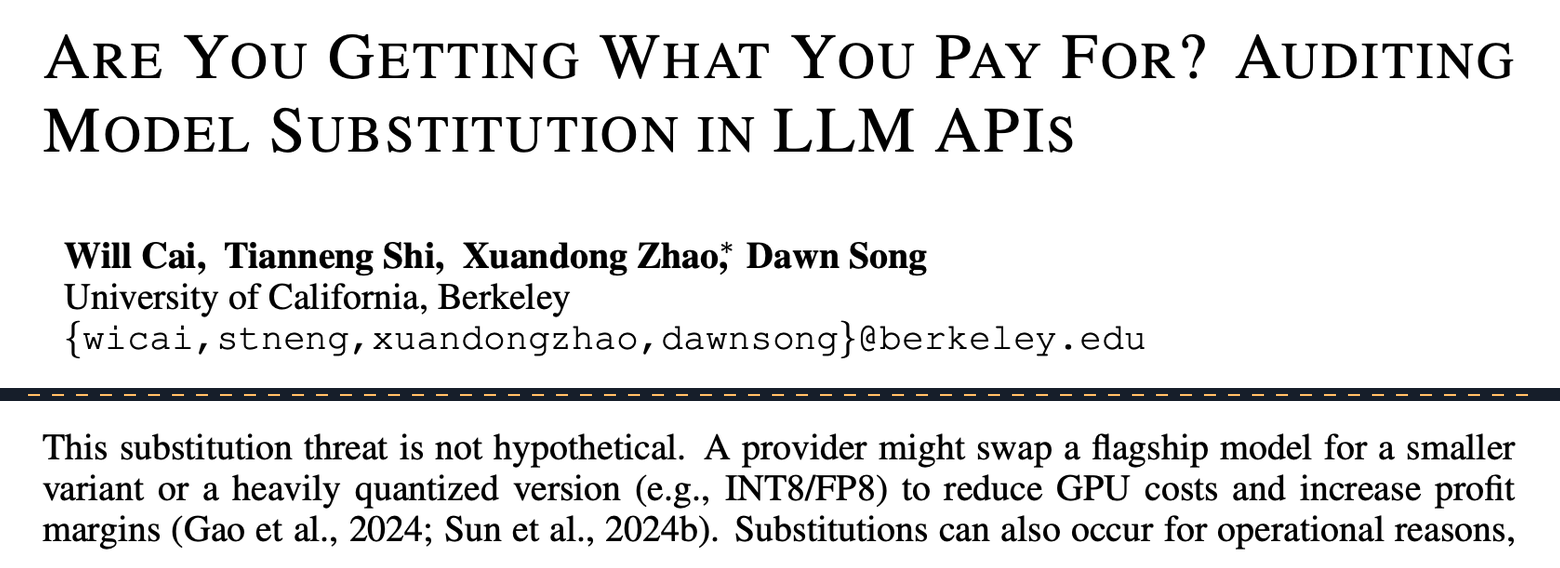 ARE YOU GETTING WHAT YOU PAY FOR? AUDITING
MODEL SUBSTITUTION IN LLM APIS
Will Cai, Tianneng Shi, Xuandong Zhao,* Dawn Song
University of California, Berkeley
{wicai,stneng,xuandongzhao,dawnsong}@berkeley.edu
This substitution threat is not hypothetical. A provider might swap a flagship model for a smaller
variant or a heavily quantized version (e.g., INT8/FP8) to reduce GPU costs and increase profit
margins (Gao et al., 2024; Sun et al., 2024b). Substitutions can also occur for operational reasons,